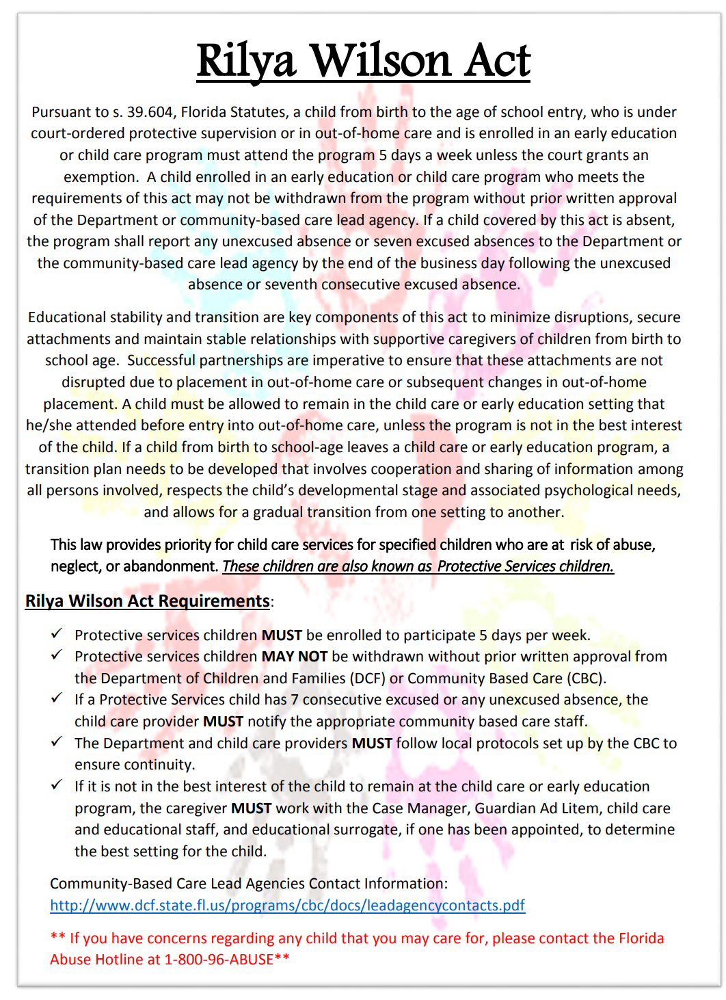 Rilya Wilson Act
Pursuant to s. 39.604, Florida Statutes, a child from birth to the age of school entry, who is under
court-ordered protective supervision or in out-of-home care and is enrolled in an early education
or child care program must attend the program 5 days a week unless the court grants an
exemption.  A child enrolled in an early education or child care program who meets the
requirements of this act may not be withdrawn from the program without prior written approval
of the Department or community-based care lead agency. If a child covered by this act is absent,
the program shall report any unexcused absence or seven excused absences to the Department or
the community-based care lead agency by the end of the business day following the unexcused
absence or seventh consecutive excused absence.
Educational stability and transition are key components of this act to minimize disruptions, secure
attachments and maintain stable relationships with supportive caregivers of children from birth to
school age.  Successful partnerships are imperative to ensure that these attachments are not
disrupted due to placement in out-of-home care or subsequent changes in out-of-home
placement. A child must be allowed to remain in the child care or early education setting that
he/she attended before entry into out-of-home care, unless the program is not in the best interest
of the child. If a child from birth to school-age leaves a child care or early education program, a
transition plan needs to be developed that involves cooperation and sharing of information among
all persons involved, respects the child's developmental stage and associated psychological needs,
and allows for a gradual transition from one setting to another.
This law provides priority for child care services for specified children who are at risk of abuse,
neglect, or abandonment. These children are also known as Protective Services children.
Rilya Wilson Act Requirements:
✓ Protective services children MUST be enrolled to participate 5 days per week.
✓ Protective services children MAY NOT be withdrawn without prior written approval from
the Department of Children and Families (DCF) or Community Based Care (CBC).
✓ If a Protective Services child has 7 consecutive excused or any unexcused absence, the
child care provider MUST notify the appropriate community based care staff.
✓ The Department and child care providers MUST follow local protocols set up by the CBC to
ensure continuity.
✓ If it is not in the best interest of the child to remain at the child care or early education
program, the caregiver MUST work with the Case Manager, Guardian Ad Litem, child care
and educational staff, and educational surrogate, if one has been appointed, to determine
the best setting for the child.
Community-Based Care Lead Agencies Contact Information:
http://www.dcf.state.fl.us/programs/cbc/docs/leadagencycontacts.pdf
** If you have concerns regarding any child that you may care for, please contact the Florida
Abuse Hotline at 1-800-96-ABUSE**